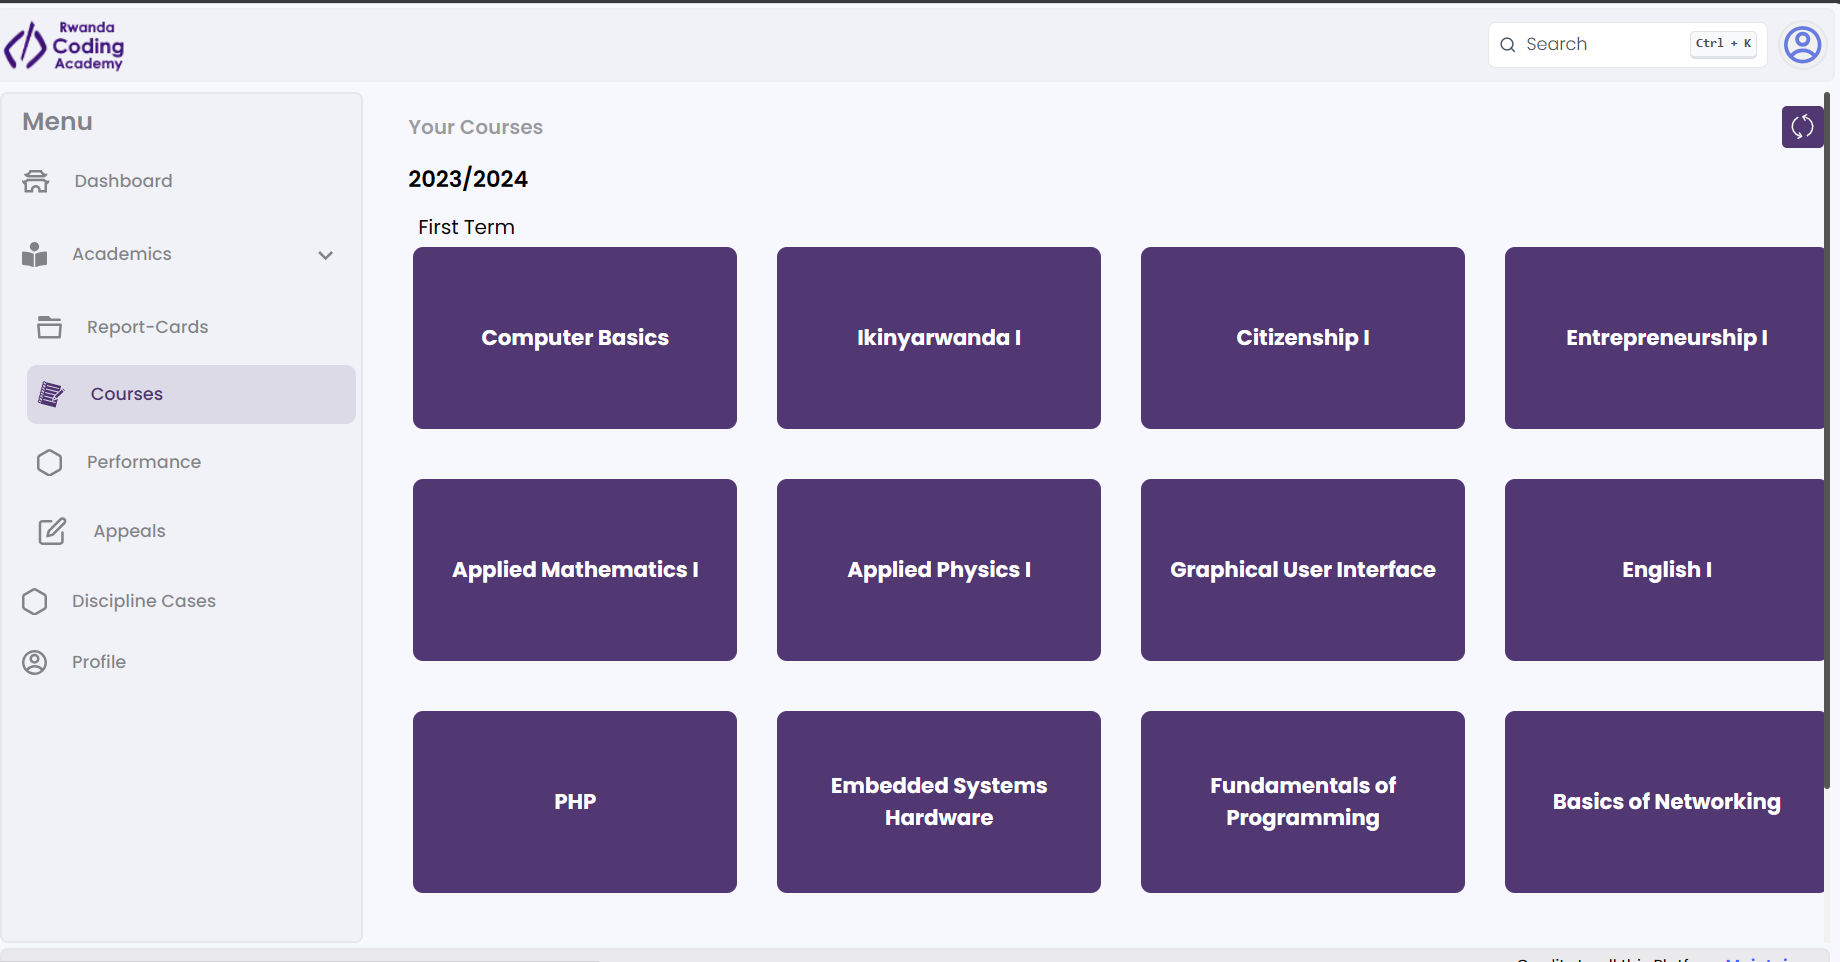 Rwanda
Coding
Academy
Search
Ctrl + K
Menu
Dashboard
Academics
Report-Cards
Courses
Performance
Appeals
Discipline Cases
Profile
Your Courses
2023/2024
First Term
Computer Basics
Ikinyarwanda I
Citizenship I
Entrepreneurship I
Applied Mathematics I
Applied Physics I
Graphical User Interface
English I
PHP
Embedded Systems
Hardware
Fundamentals of
Programming
Basics of Networking